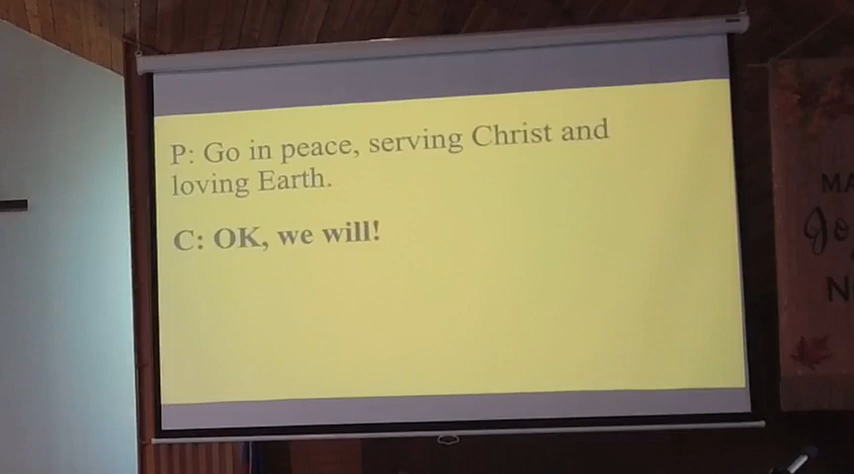 P: Go in peace, serving Christ and
loving Earth.
C: OK, we will!